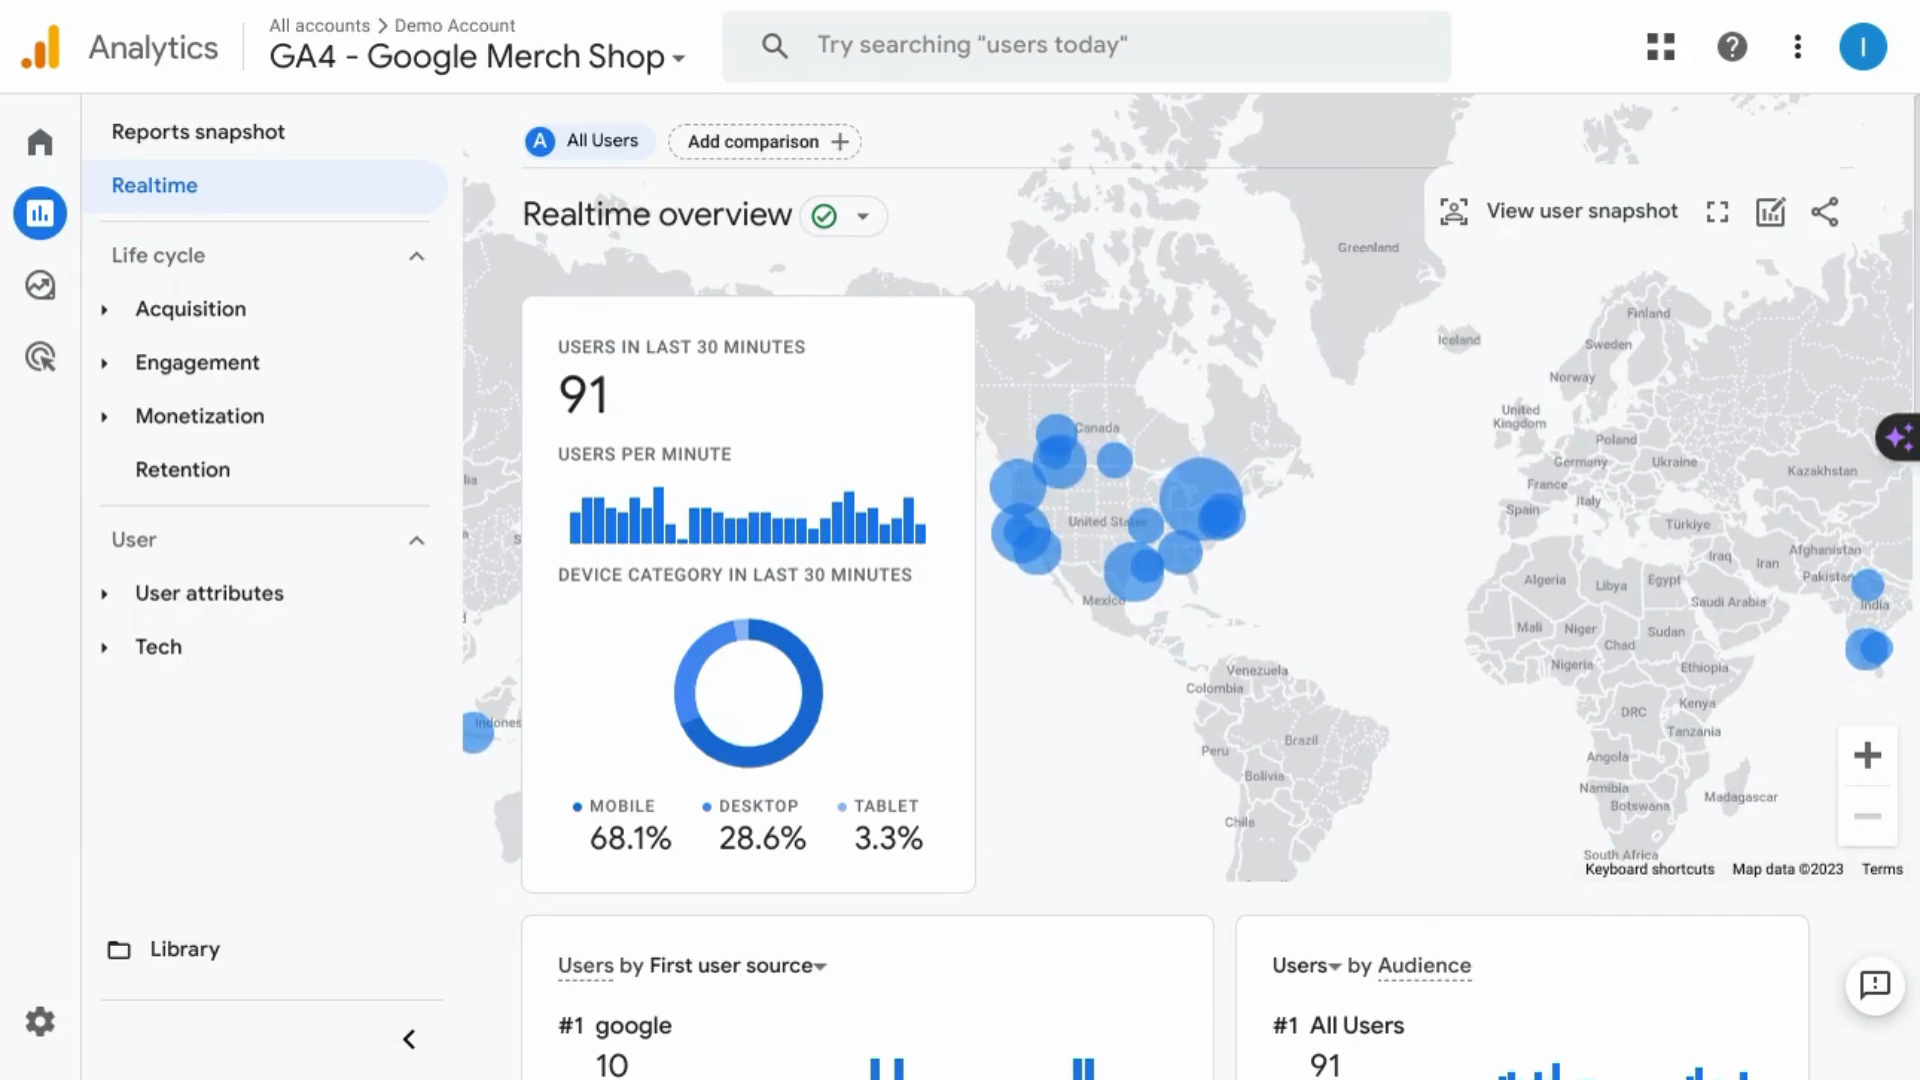 Analytics
All accounts > Demo Account
GA4 - Google Merch Shop
Try searching "users today"
I
Reports snapshot
Realtime
Life cycle
Acquisition
Engagement
Monetization
Retention
User
User attributes
Tech
Library
A All Users
Add comparison +
Realtime overview
View user snapshot
USERS IN LAST 30 MINUTES
91
USERS PER MINUTE
DEVICE CATEGORY IN LAST 30 MINUTES
MOBILE DESKTOP TABLET
68.1% 28.6% 3.3%
Greenland
Iceland
Finland
Sweden
Norway
United
Kingdom
Poland
Germany
Ukraine
Kazakhstan
France
Italy
Spain
Türkiye
Canada
United States
Mexico
Iraq
Iran
Afghanistan
Pakistan
India
Algeria
Libya
Egypt
Saudi Arabia
Mali
Niger
Sudan
Chad
Nigeria
Ethiopia
Venezuela
Colombia
DRC
Kenya
Tanzania
Brazil
Peru
Bolivia
Angola
Namibia
Botswana
Madagascar
Chile
South Africa
Indones
lia
Keyboard shortcuts Map data ©2023 Terms
Users by First user source
#1 google
10
Users by Audience
#1 All Users
91